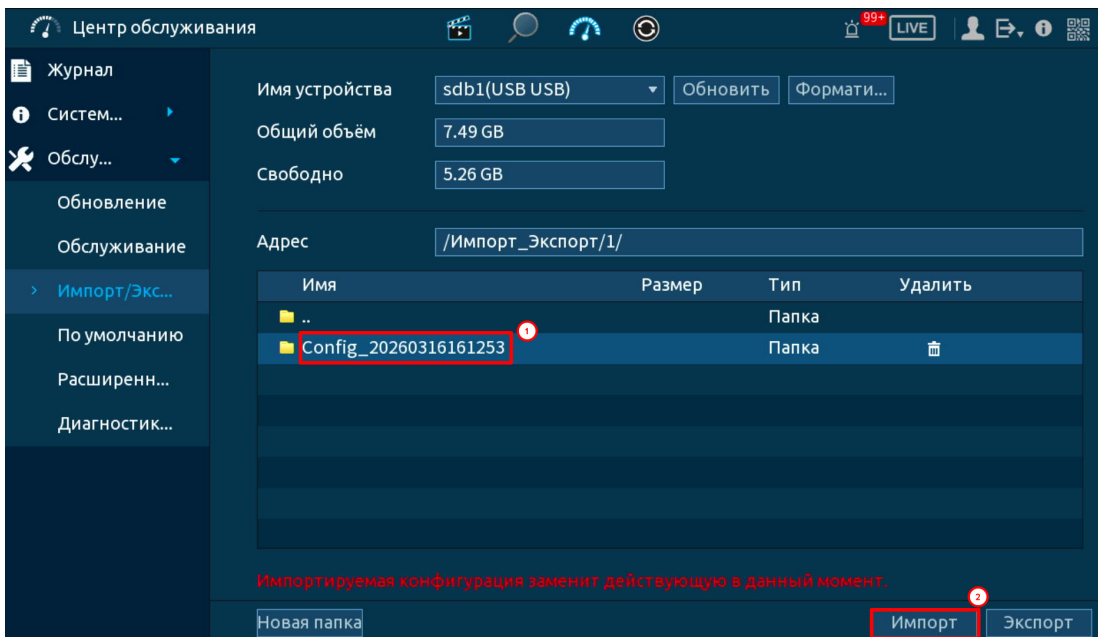 Центр обслуживания
99+ LIVE
Журнал
Систем...
Обслу...
Обновление
Обслуживание
Импорт/Экс...
По умолчанию
Расширенн...
Диагностик...
Имя устройства sdb1(USB USB) Обновить Формати...
Общий объём 7.49 GB
Свободно 5.26 GB
Адрес /Импорт_Экспорт/1/
Имя Размер Тип Удалить
.. Папка
Config_20260316161253 Папка
1
Импортируемая конфигурация заменит действующую в данный момент.
2
Новая папка Импорт Экспорт